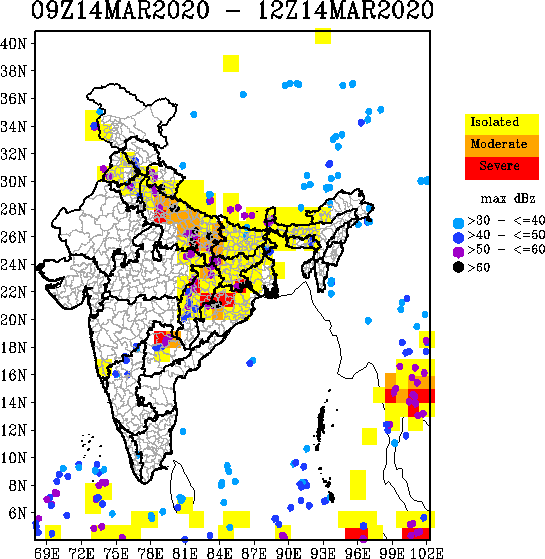 09Z14MAR2020 - 12Z14MAR2020
40N
38N
36N
34N
32N
30N
28N
26N
24N
22N
20N
18N
16N
14N
12N
10N
8N
6N
69E 72E 75E 78E 81E 84E 87E 90E 93E 96E 99E 102E
Isolated
Moderate
Severe
max dBz
>30 - <=40
>40 - <=50
>50 - <=60
>60